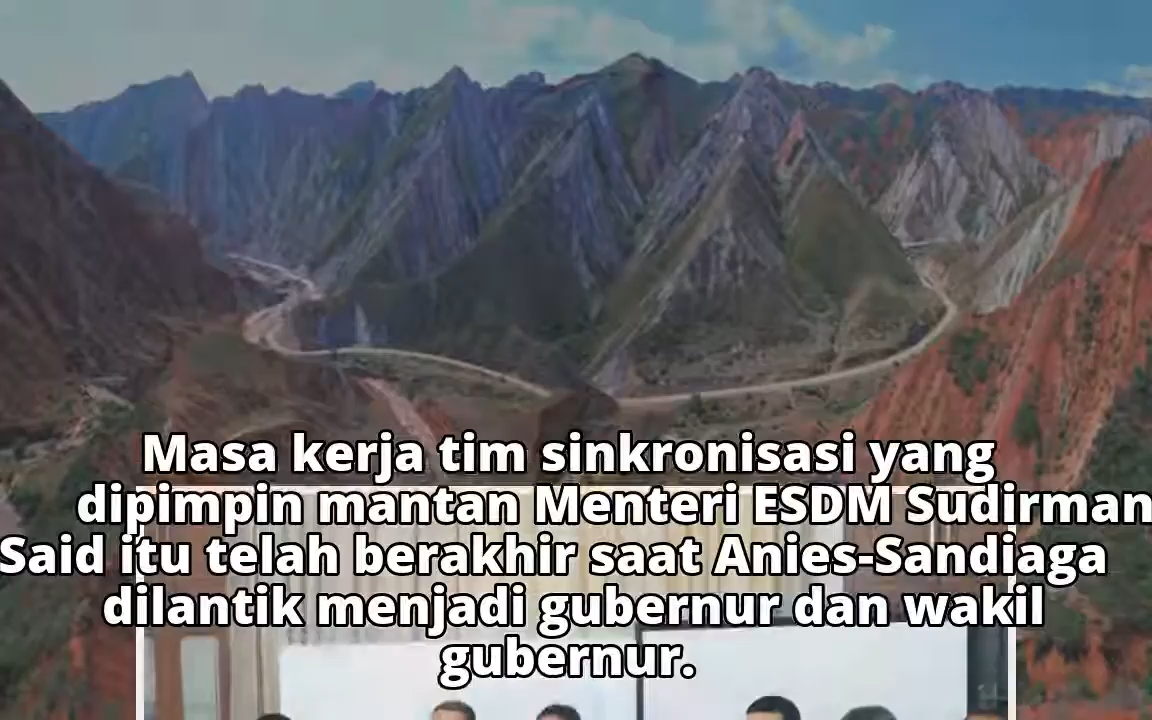 Masa kerja tim sinkronisasi yang
dipimpin mantan Menteri ESDM Sudirman
Said itu telah berakhir saat Anies-Sandiaga
dilantik menjadi gubernur dan wakil
gubernur.